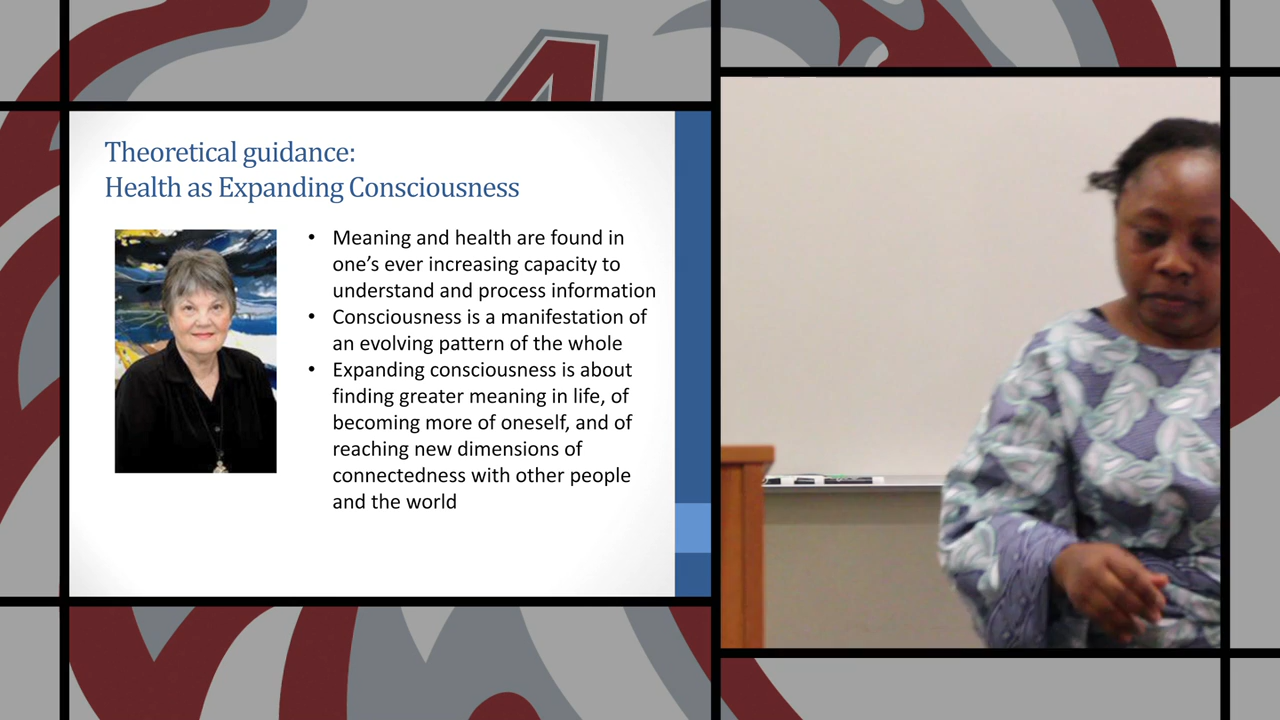 Theoretical guidance:
Health as Expanding Consciousness
• Meaning and health are found in
one’s ever increasing capacity to
understand and process information
• Consciousness is a manifestation of
an evolving pattern of the whole
• Expanding consciousness is about
finding greater meaning in life, of
becoming more of oneself, and of
reaching new dimensions of
connectedness with other people
and the world